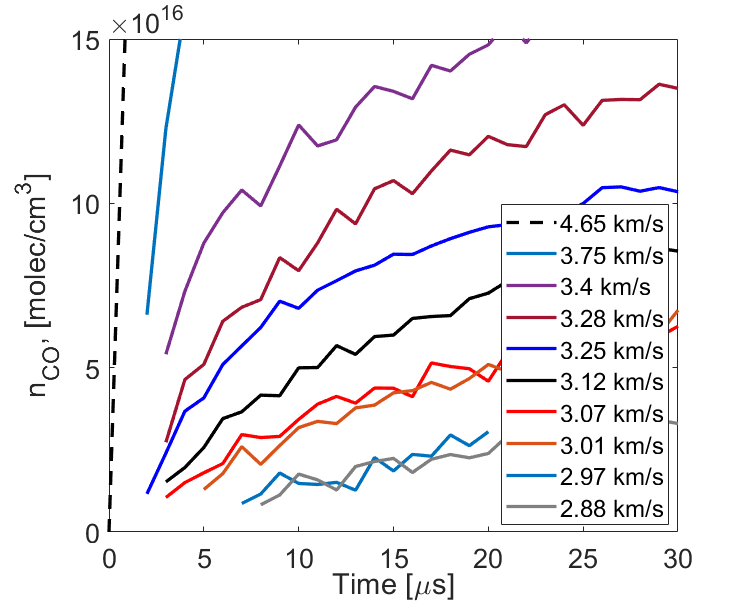 ×10^16
15
10
5
0
n_CO, [molec/cm^3]
4.65 km/s
3.75 km/s
3.4 km/s
3.28 km/s
3.25 km/s
3.12 km/s
3.07 km/s
3.01 km/s
2.97 km/s
2.88 km/s
0 5 10 15 20 25 30
Time [μs]